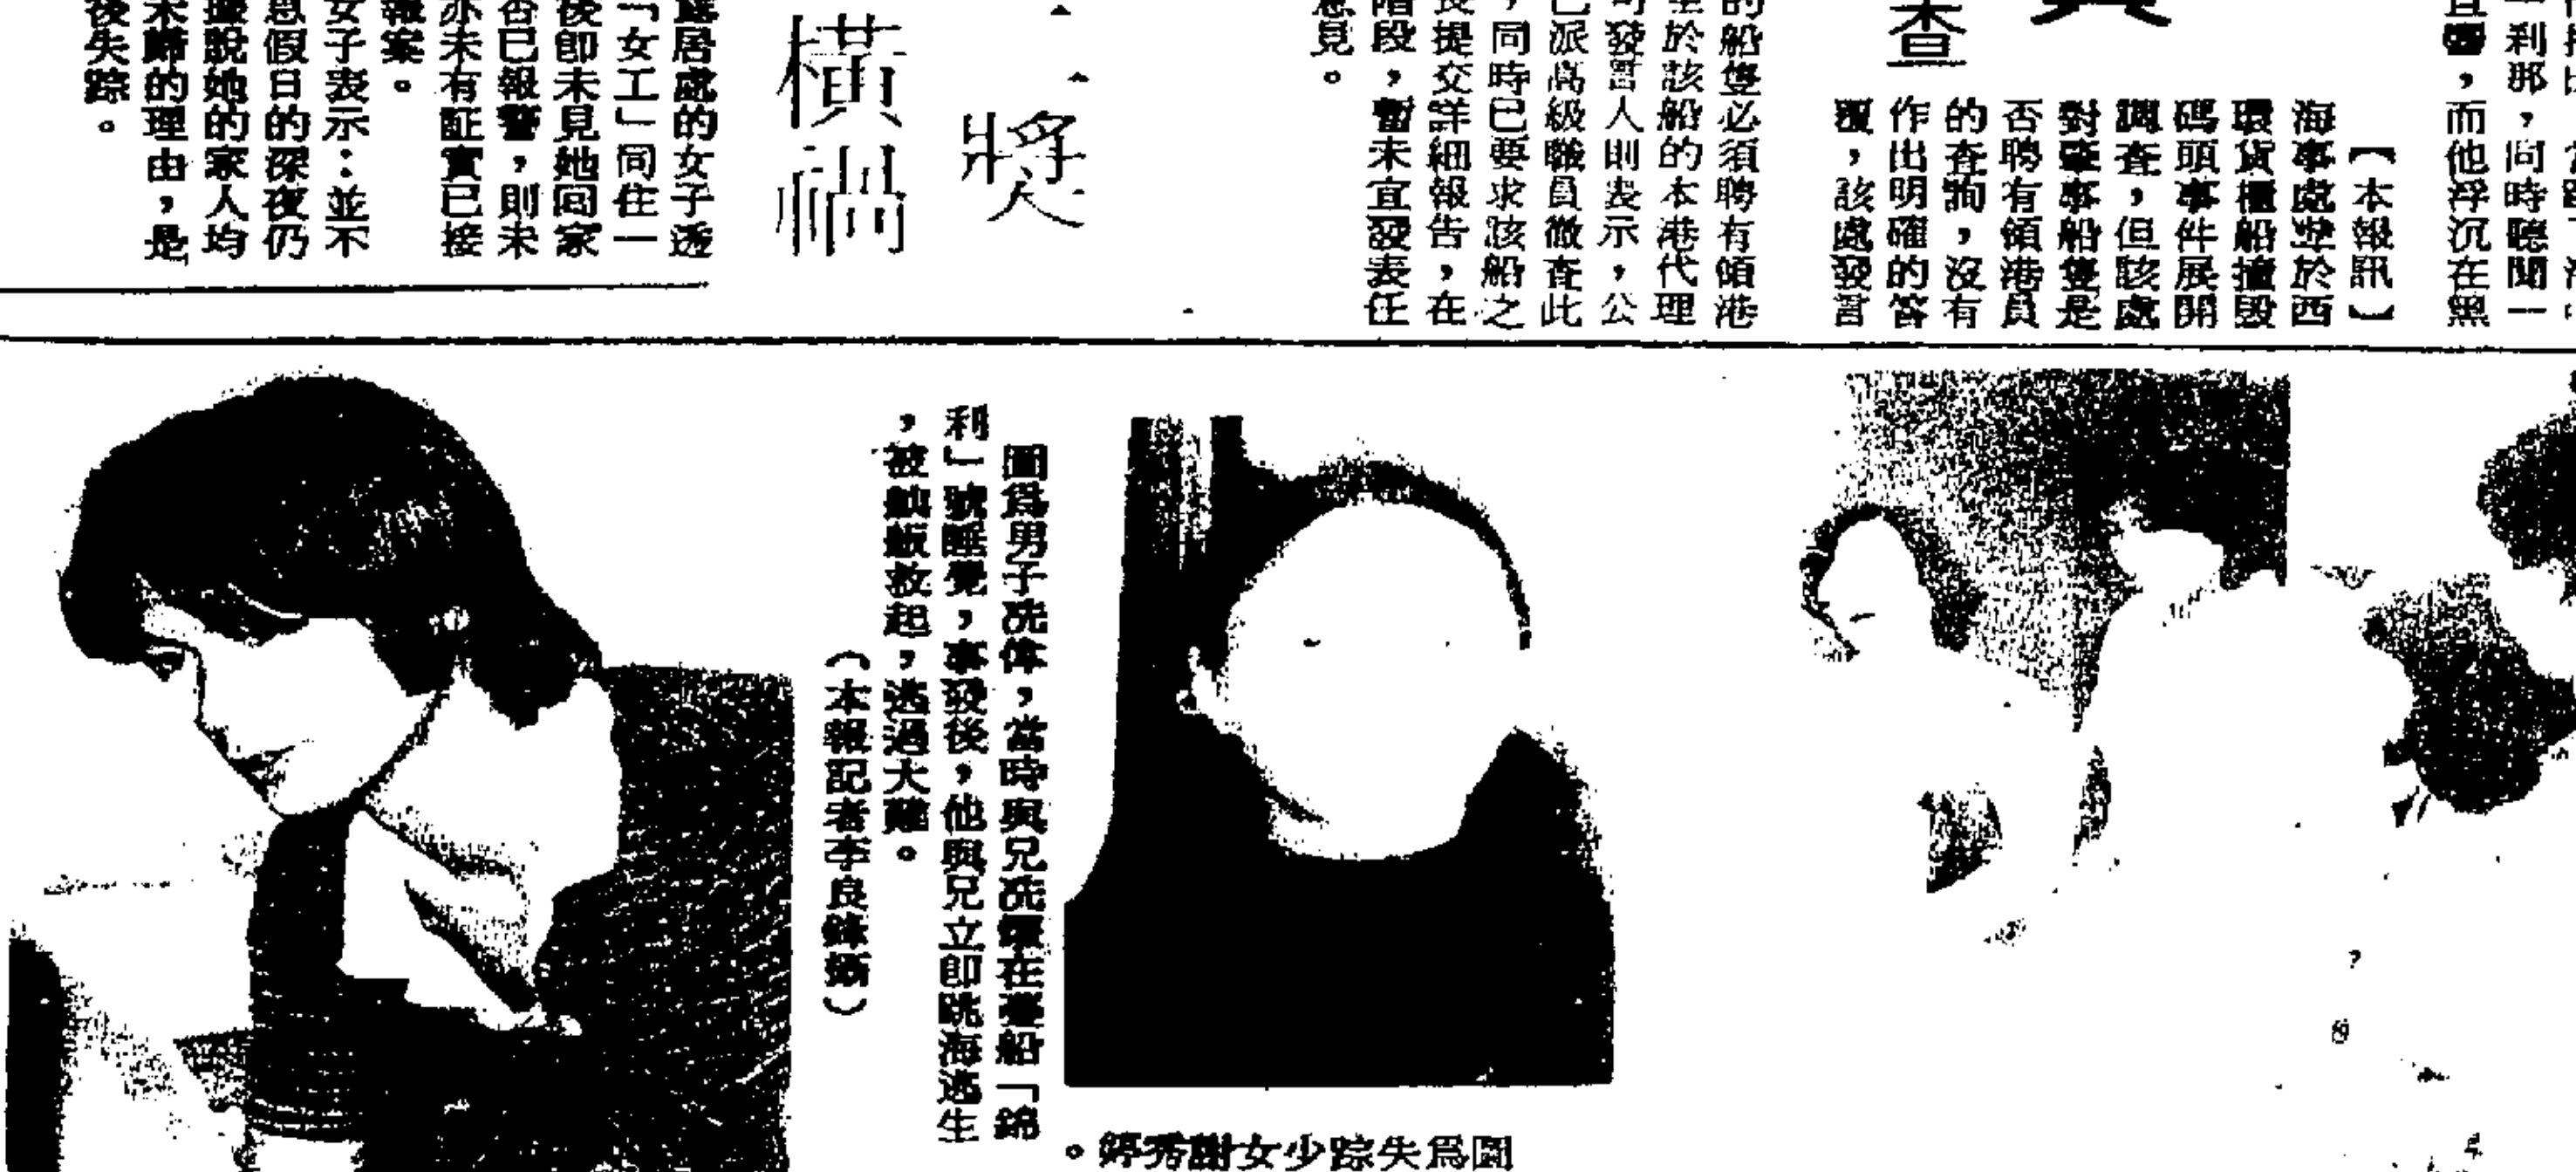 利那，同時聽聞一
，而他浮沉在黑
【本報訊】
海事處對於西
環貨櫃船撞毀
碼頭事件展開
調查，但該處
對肇事船隻是
否聘有領港員
的查詢，沒有
作出明確的答
覆，該處發言
查
的船隻必須聘有領港
至於該船的本港代理
發言人則表示，公
已派高級職員徹查此
，同時已要求該船之
長提交詳細報告，在
階段，暫未宜發表任
意見。
獎
橫禍
居處的女子透
「女工」同住一
後即未見她回家
否已報警，則未
亦未有証實已接
報案。
女子表示：並不
假日的深夜仍
據說她的家人均
未歸的理由，是
後失踪。
圖爲男子冼偉，當時與兄冼　在　船「錦
利」號睡覺，事發後，他與兄立即跳海逃生
，被舢舨救起，逃過大難。
（本報記者李良　）
圖爲失踪少女謝秀婷。